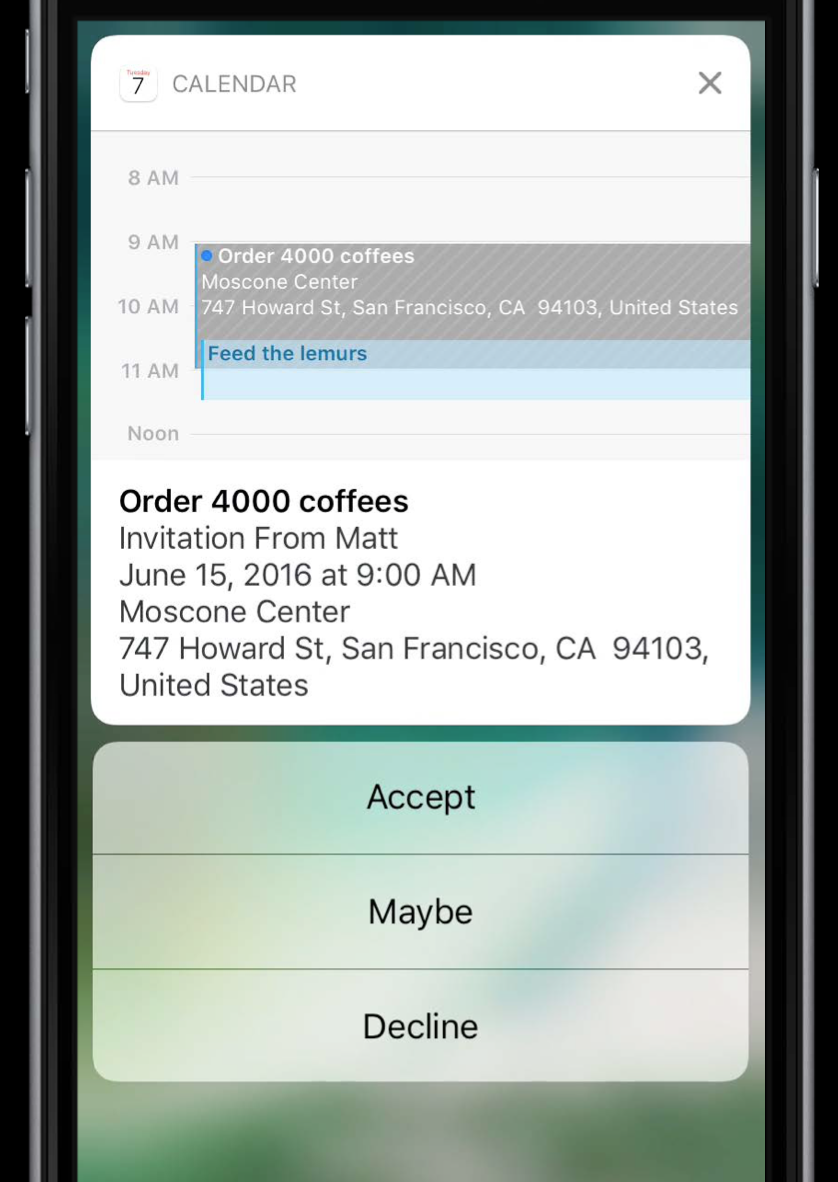 Tuesday
7
CALENDAR
8 AM
9 AM
Order 4000 coffees
Moscone Center
10 AM
747 Howard St, San Francisco, CA  94103, United States
Feed the lemurs
11 AM
Noon
Order 4000 coffees
Invitation From Matt
June 15, 2016 at 9:00 AM
Moscone Center
747 Howard St, San Francisco, CA  94103,
United States
Accept
Maybe
Decline